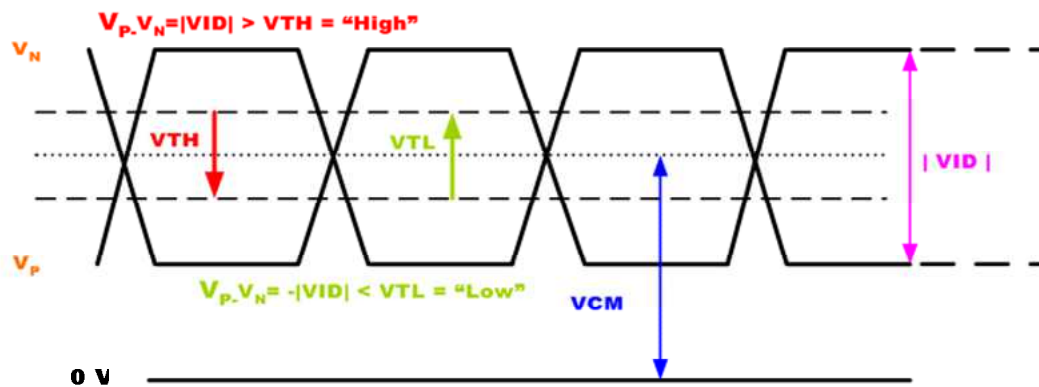 VP-VN=|VID| > VTH = “High”
VN
VTH
VTL
| VID |
VP
VP-VN= -|VID| < VTL = “Low”
VCM
0 V